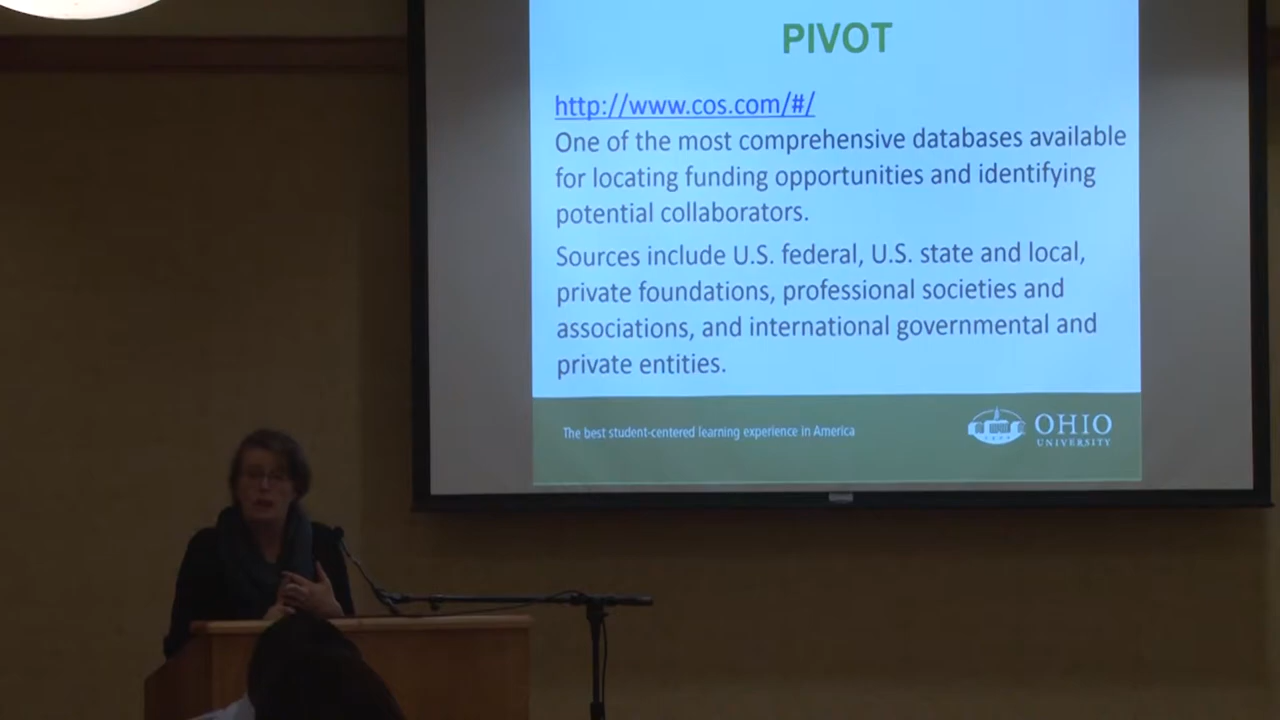 PIVOT
http://www.cos.com/#/
One of the most comprehensive databases available
for locating funding opportunities and identifying
potential collaborators.
Sources include U.S. federal, U.S. state and local,
private foundations, professional societies and
associations, and international governmental and
private entities.
The best student-centered learning experience in America
OHIO
UNIVERSITY